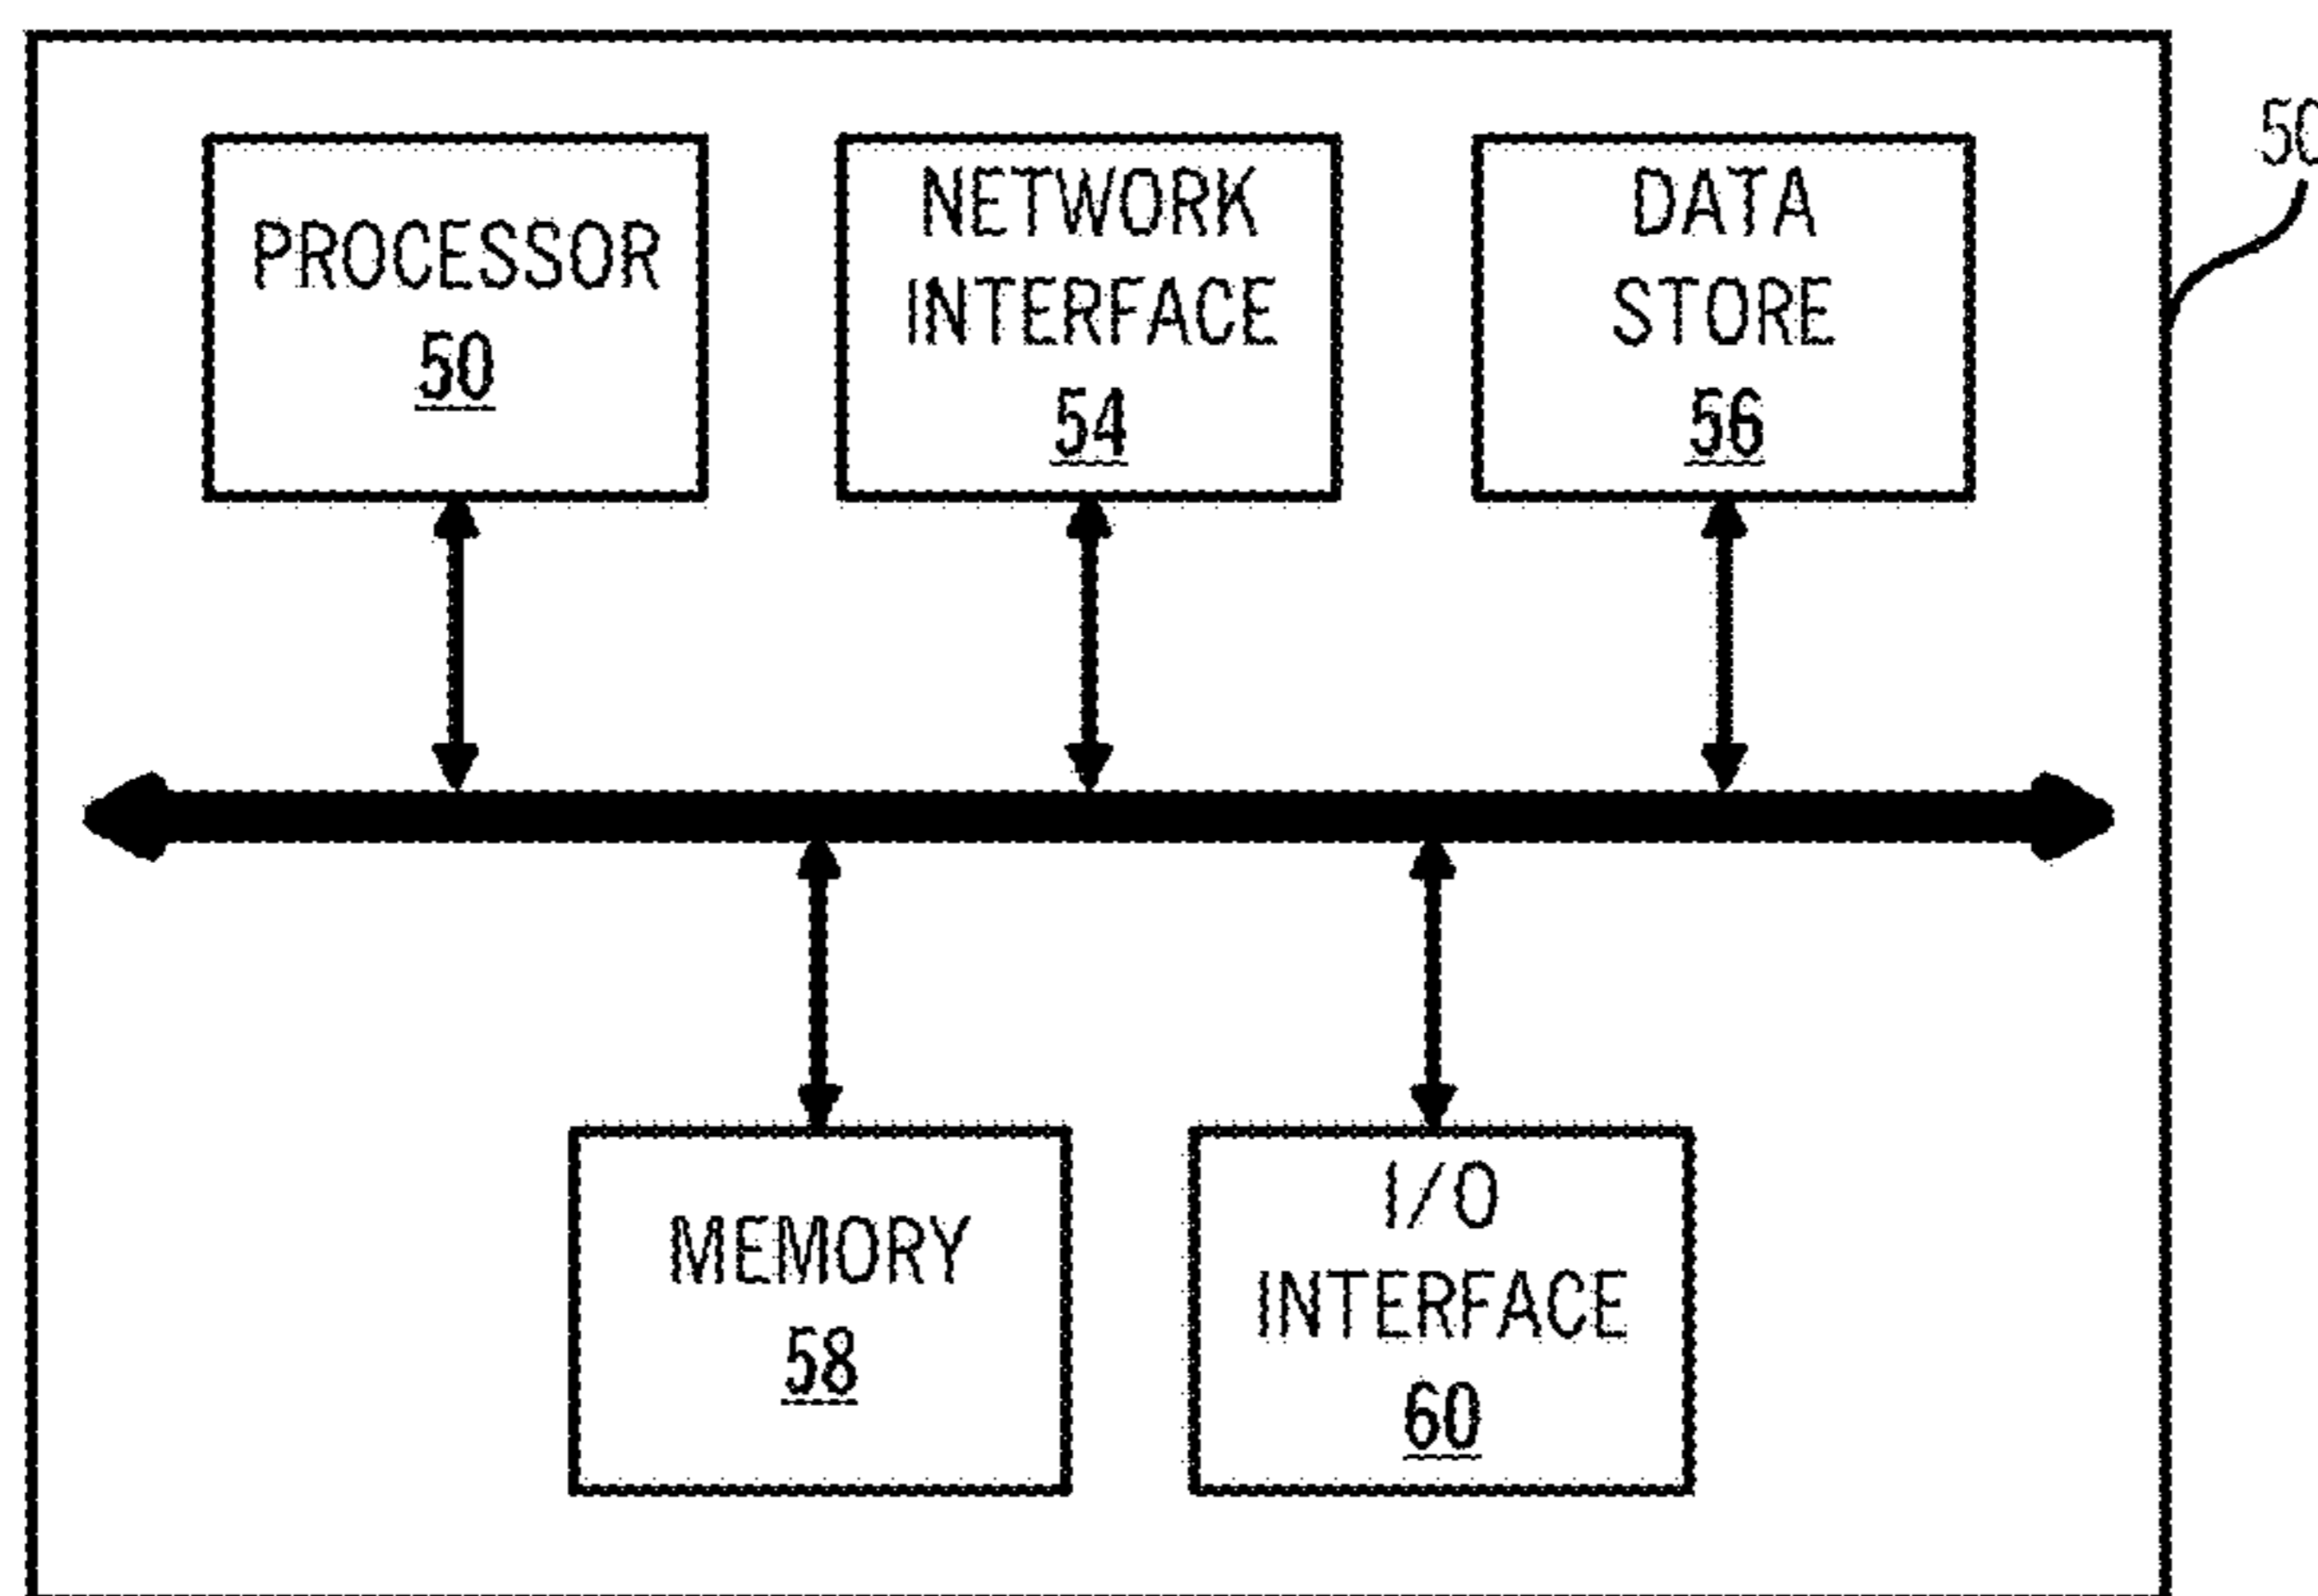 50
PROCESSOR
50
NETWORK
INTERFACE
54
DATA
STORE
56
MEMORY
58
I/O
INTERFACE
60